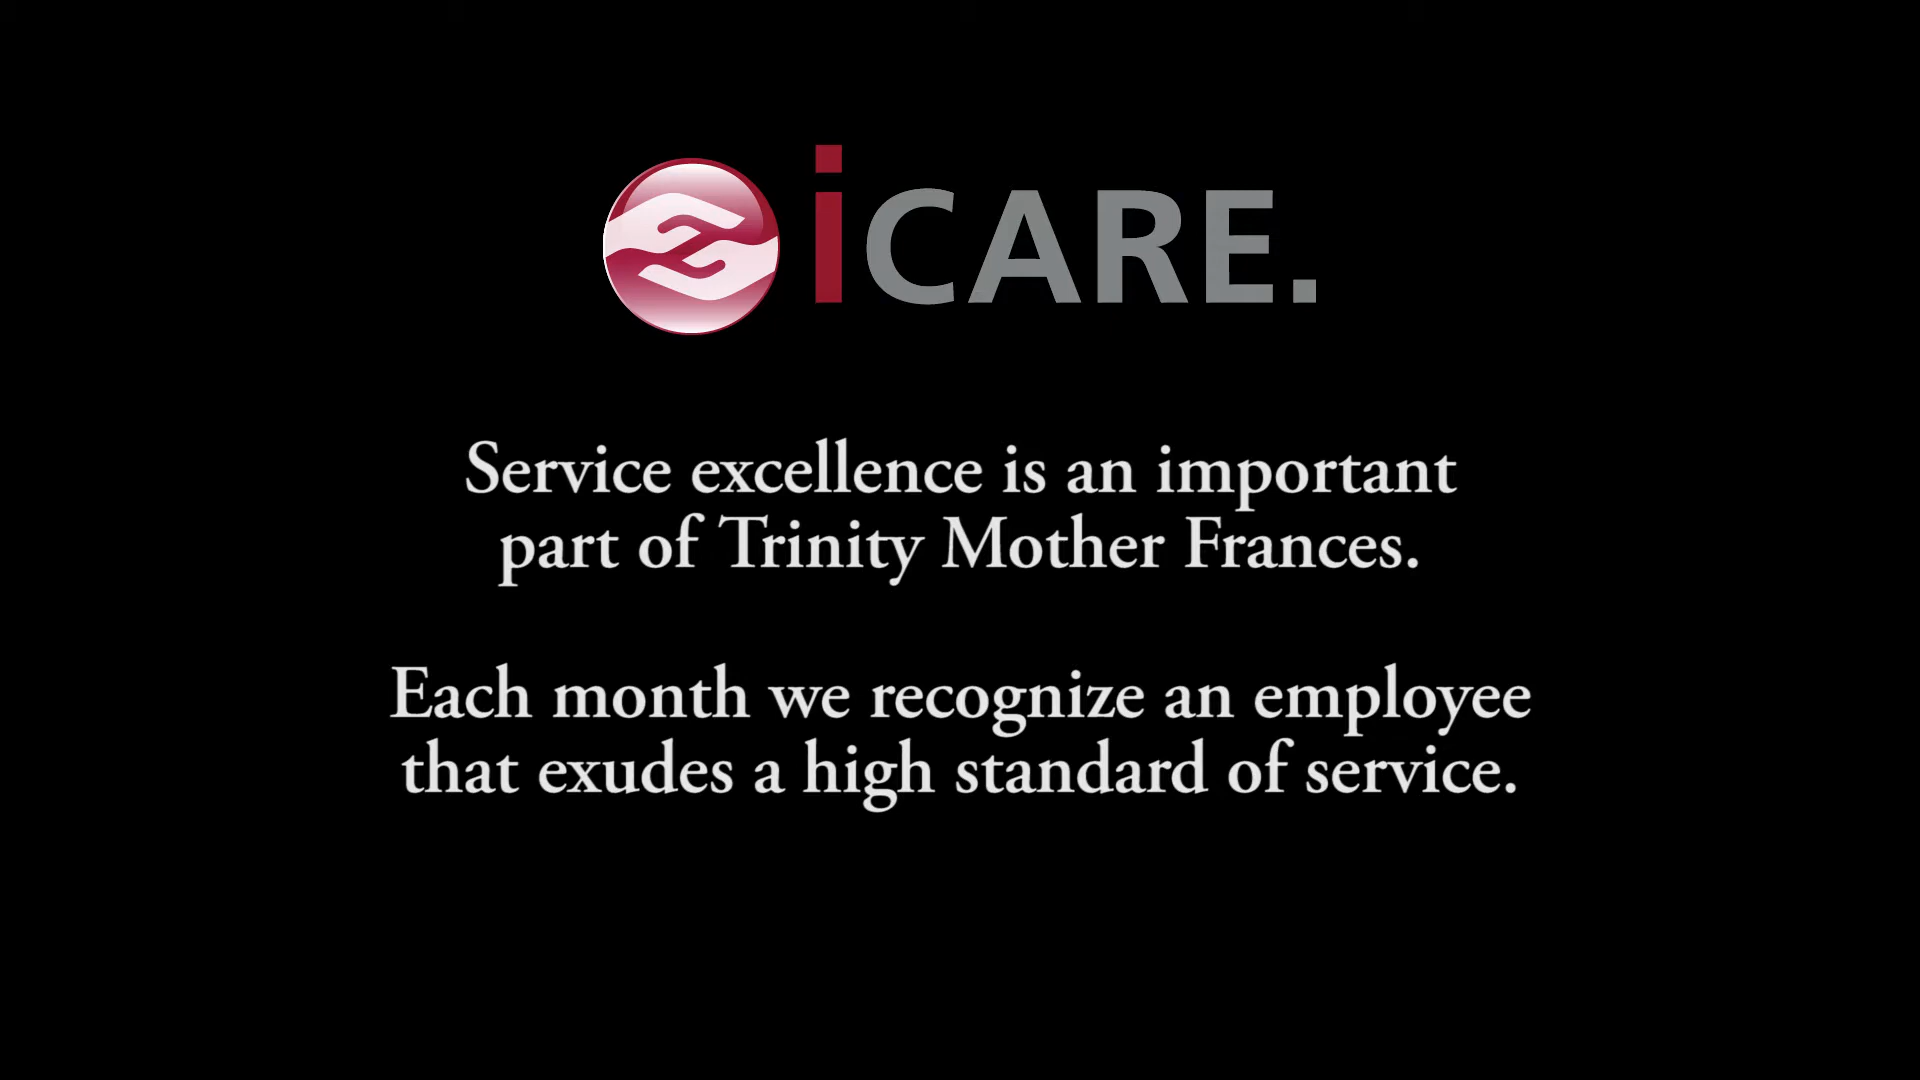 iCARE.
Service excellence is an important
part of Trinity Mother Frances.
Each month we recognize an employee
that exudes a high standard of service.